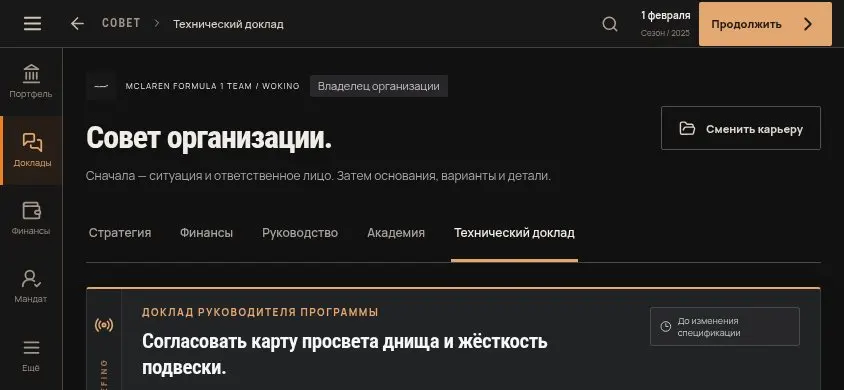 СОВЕТ
Технический доклад
1 февраля
Сезон / 2025
Продолжить
Портфель
Доклады
Финансы
Мандат
Ещё
MCLAREN FORMULA 1 TEAM / WOKING
Владелец организации
Совет организации.
Сменить карьеру
Сначала — ситуация и ответственное лицо. Затем основания, варианты и детали.
Стратегия
Финансы
Руководство
Академия
Технический доклад
ДОКЛАД РУКОВОДИТЕЛЯ ПРОГРАММЫ
До изменения
спецификации
Согласовать карту просвета днища и жёсткость
подвески.